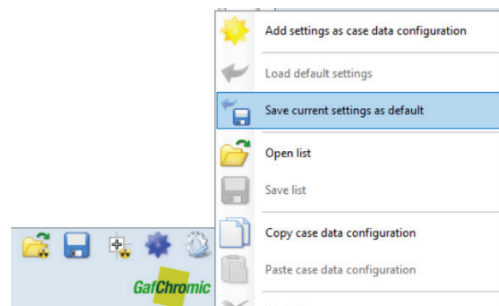 Add settings as case data configuration
Load default settings
Save current settings as default
Open list
Save list
Copy case data configuration
Paste case data configuration
GafChromic